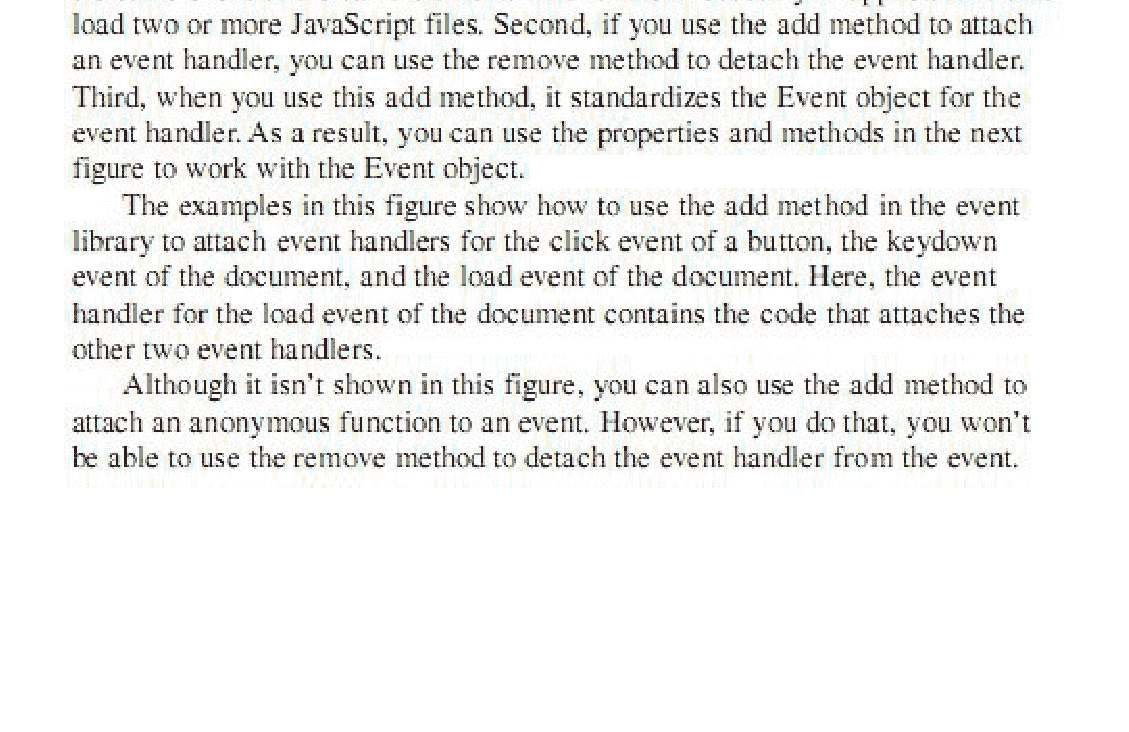 load two or more JavaScript files. Second, if you use the add method to attach
an event handler, you can use the remove method to detach the event handler.
Third, when you use this add method, it standardizes the Event object for the
event handler. As a result, you can use the properties and methods in the next
figure to work with the Event object.
The examples in this figure show how to use the add method in the event
library to attach event handlers for the click event of a button, the keydown
event of the document, and the load event of the document. Here, the event
handler for the load event of the document contains the code that attaches the
other two event handlers.
Although it isn't shown in this figure, you can also use the add method to
attach an anonymous function to an event. However, if you do that, you won't
be able to use the remove method to detach the event handler from the event.